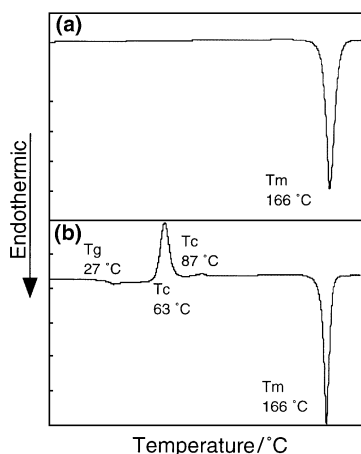 (a)
Tm
166 °C
Endothermic
(b)
Tg
27 °C
Tc
87 °C
Tc
63 °C
Tm
166 °C
Temperature/°C